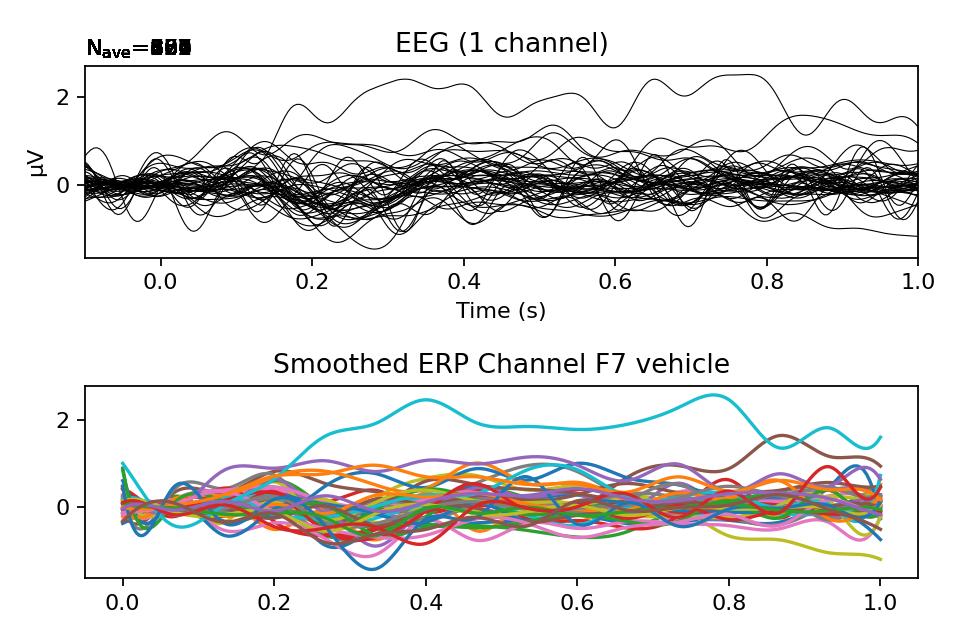 N_ave=
EEG (1 channel)
2
0
µV
0.0 0.2 0.4 0.6 0.8 1.0
Time (s)
Smoothed ERP Channel F7 vehicle
2
0
0.0 0.2 0.4 0.6 0.8 1.0